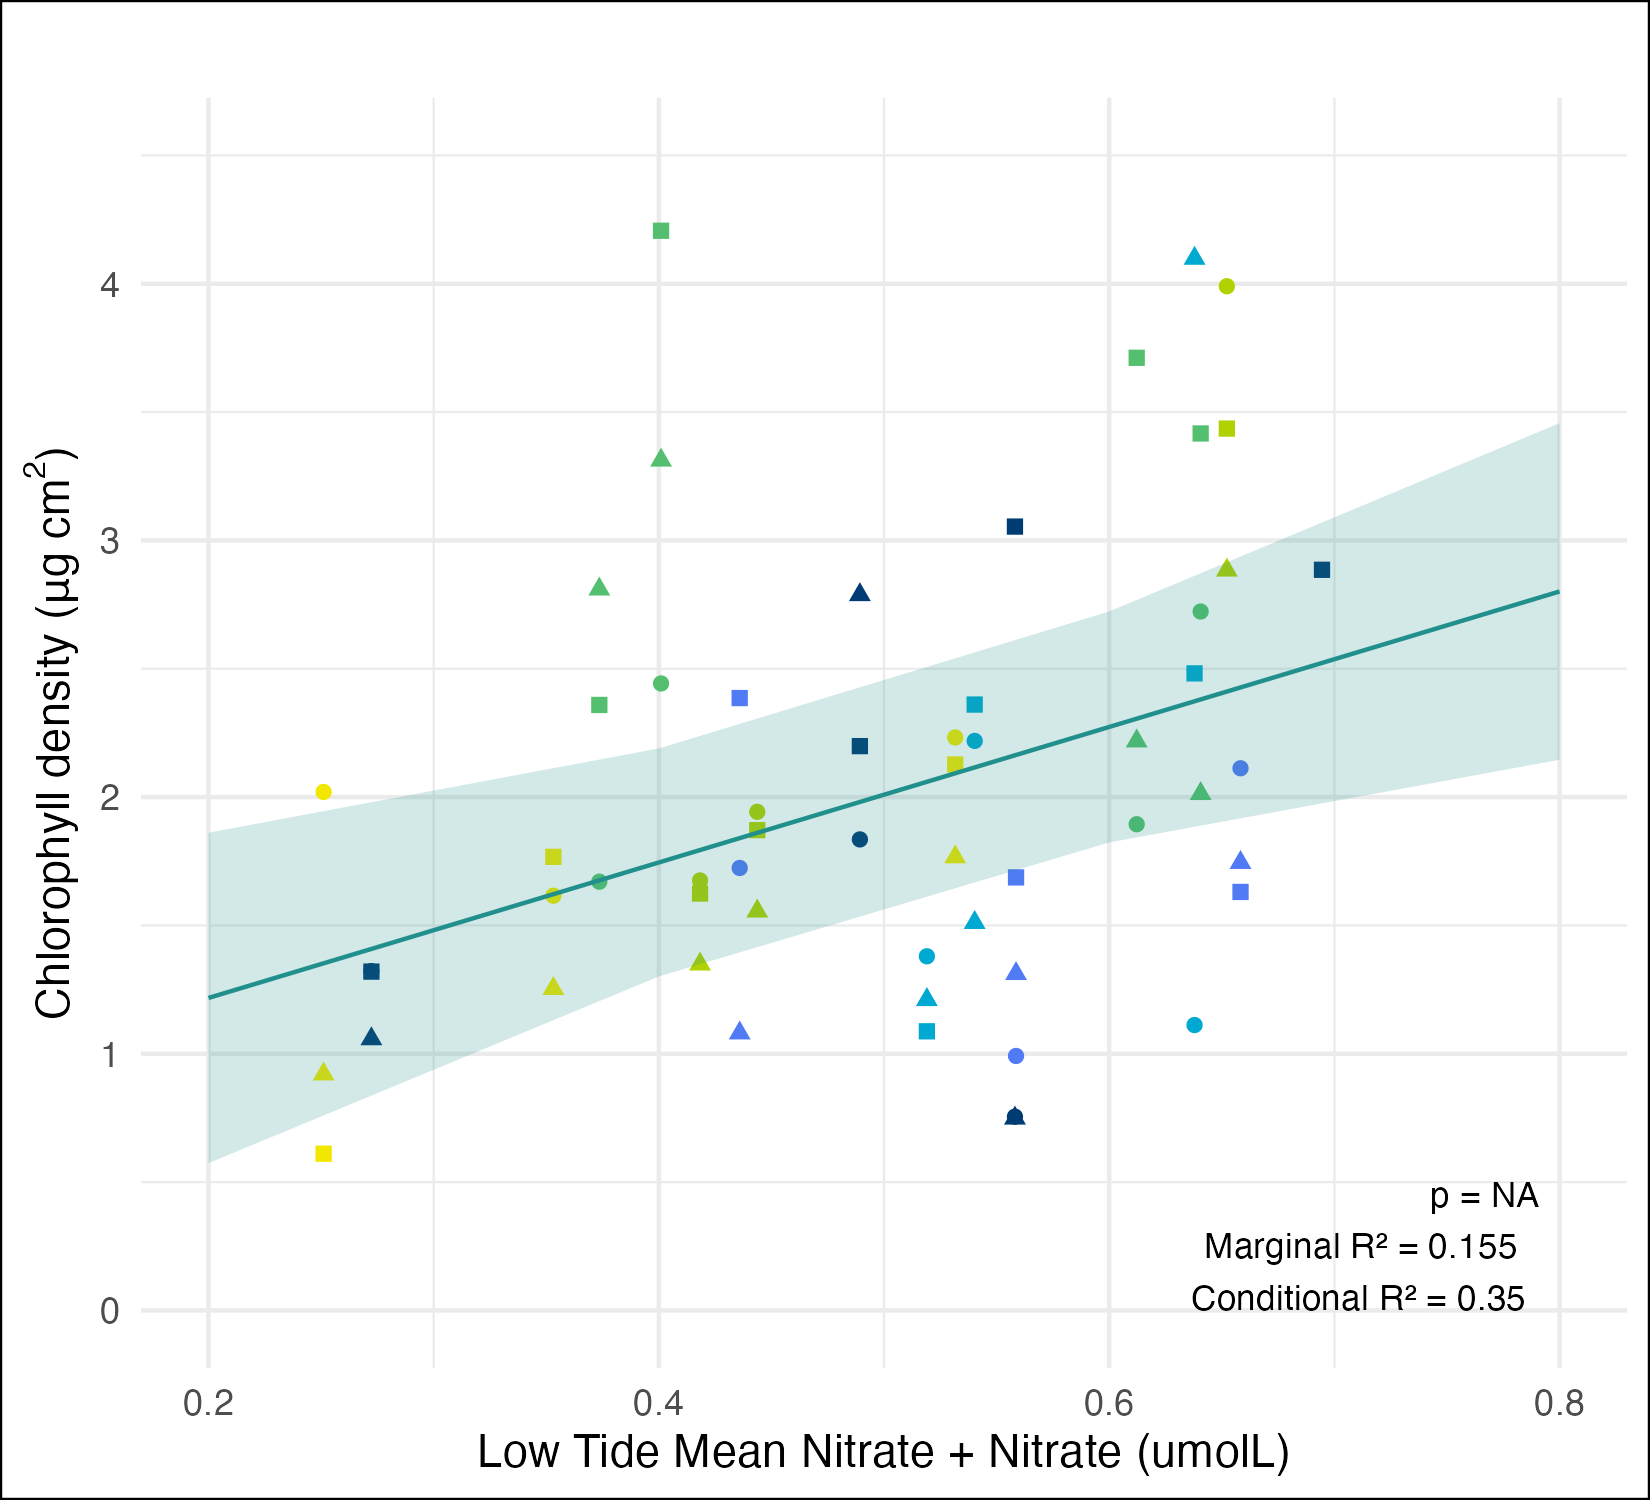 Chlorophyll density (µg cm²)
4
3
2
1
0
p = NA
Marginal R² = 0.155
Conditional R² = 0.35
0.2 0.4 0.6 0.8
Low Tide Mean Nitrate + Nitrate (umolL)